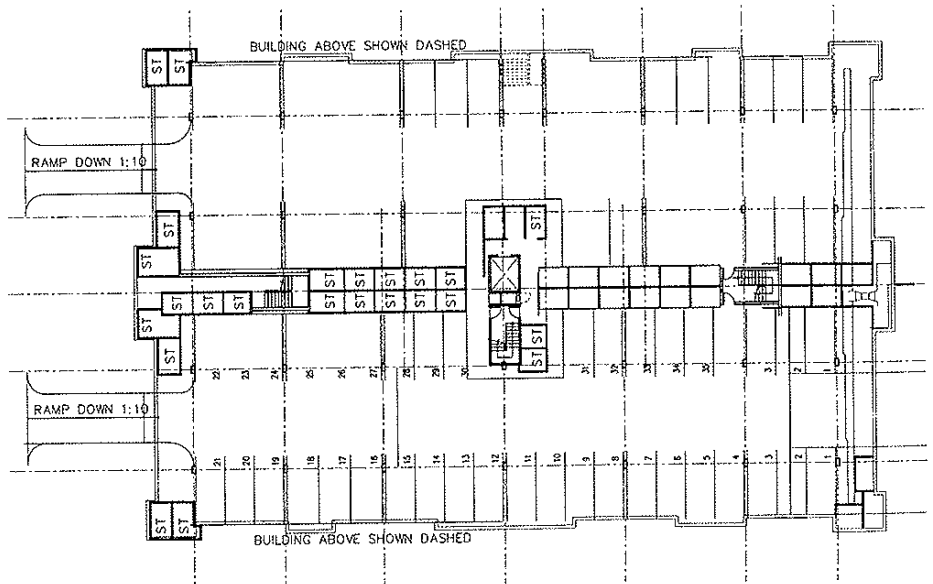 BUILDING ABOVE SHOWN DASHED
ST ST
RAMP DOWN 1:10
ST ST
ST
ST ST ST ST ST
ST ST ST ST ST ST ST ST
ST ST
ST ST
22 23 24 25 26 27 28 29 30 31 32 33 34 35 3 2 1
RAMP DOWN 1:10
21 20 19 18 17 16 15 14 13 12 11 10 9 8 7 6 5 4 3 2 1
ST ST
BUILDING ABOVE SHOWN DASHED